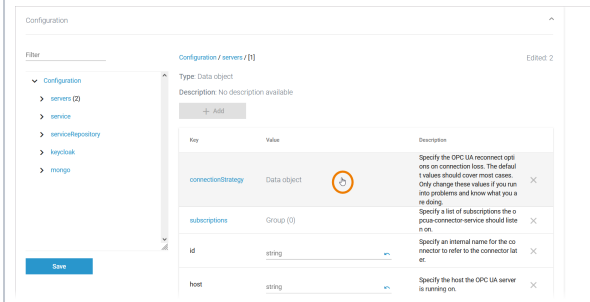 Configuration
Filter
Configuration
servers (2)
service
serviceRepository
keycloak
mongo
Save
Configuration / servers / [1]
Edited: 2
Type: Data object
Description: No description available.
+ Add
Key Value Description
connectionStrategy Data object
Specify the OPC UA reconnect opti
ons on connection loss. The defaul
t values should cover most cases.
Only change these values if you run
into problems and know what you a
re doing.
subscriptions Group (0)
Specify a list of subscriptions the o
pcua-connector-service should liste
n on.
id string
Specify an internal name for the co
nnector to refer to the connector lat
er.
host string
Specify the host the OPC UA server
is running on.